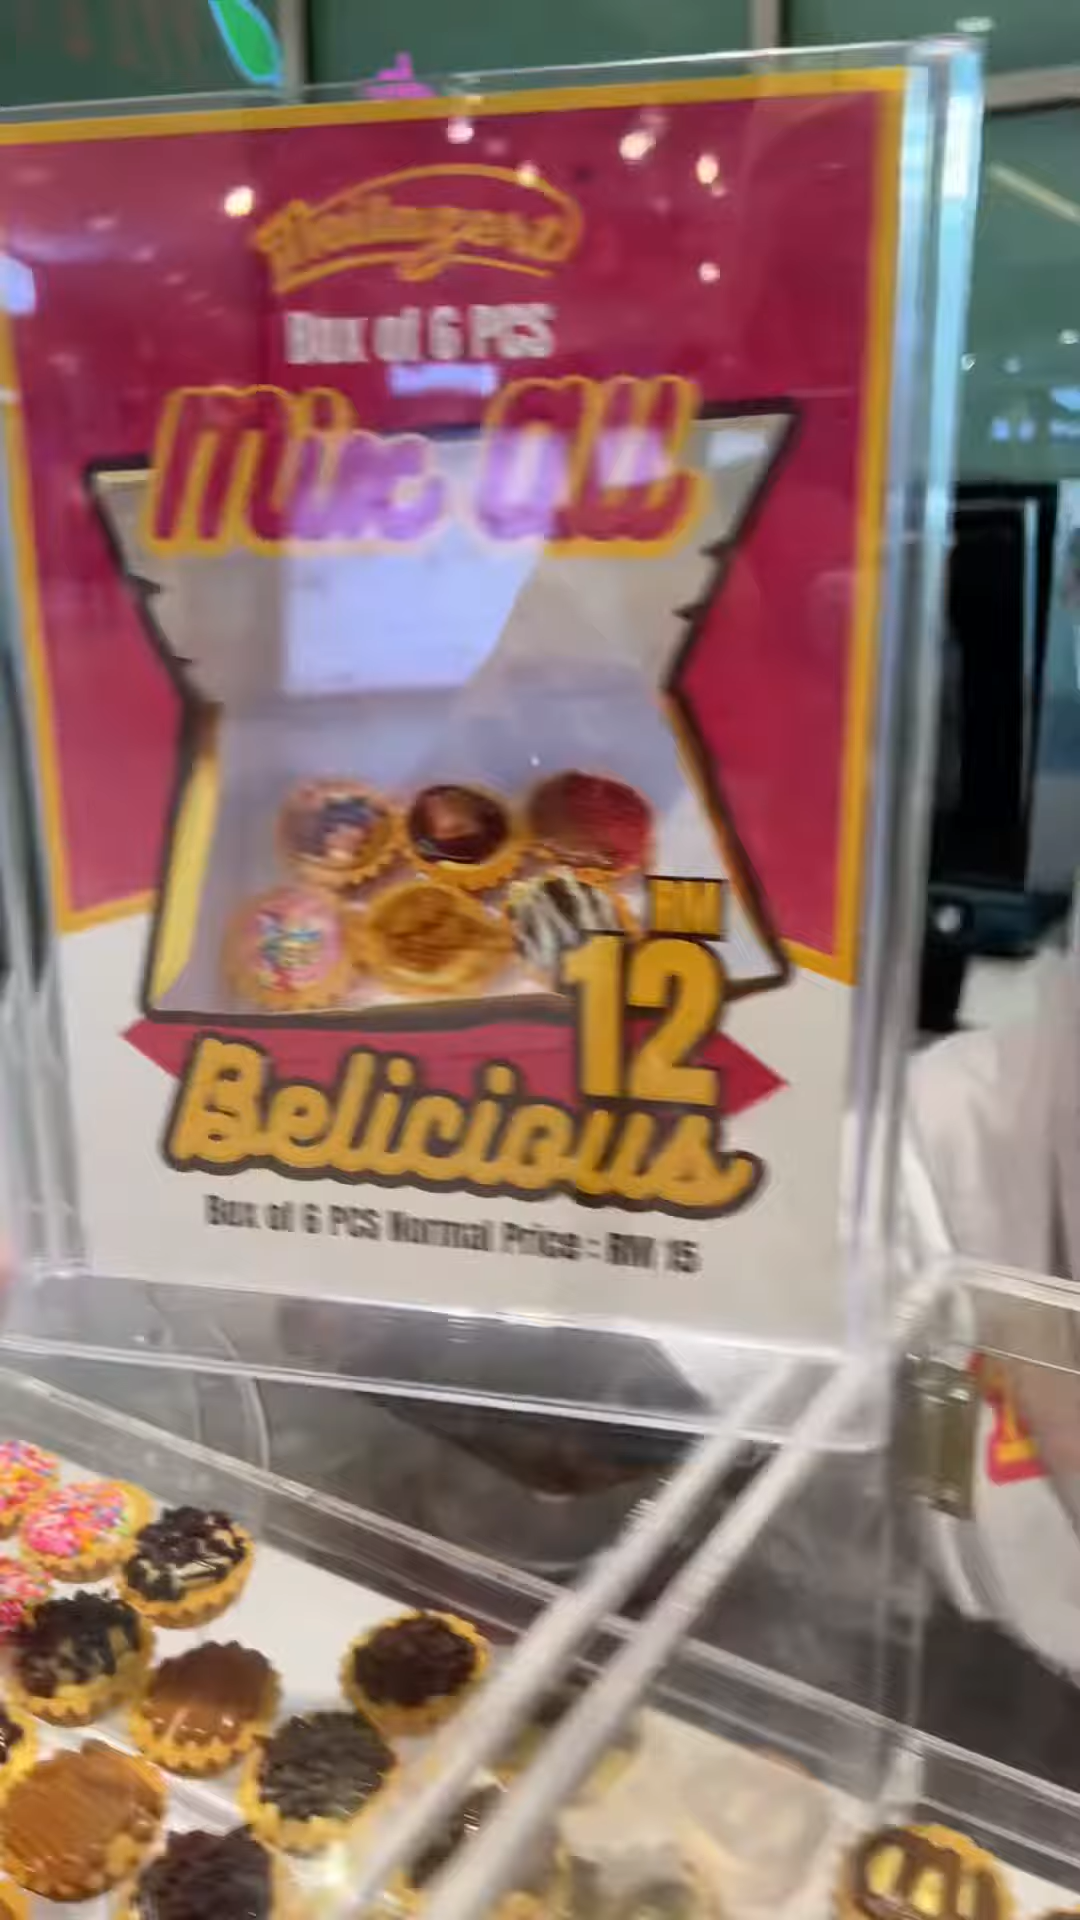 Box of 6 PCS
Mix All
RM
12
Belicious
Box of 6 PCS Normal Price : RM 15